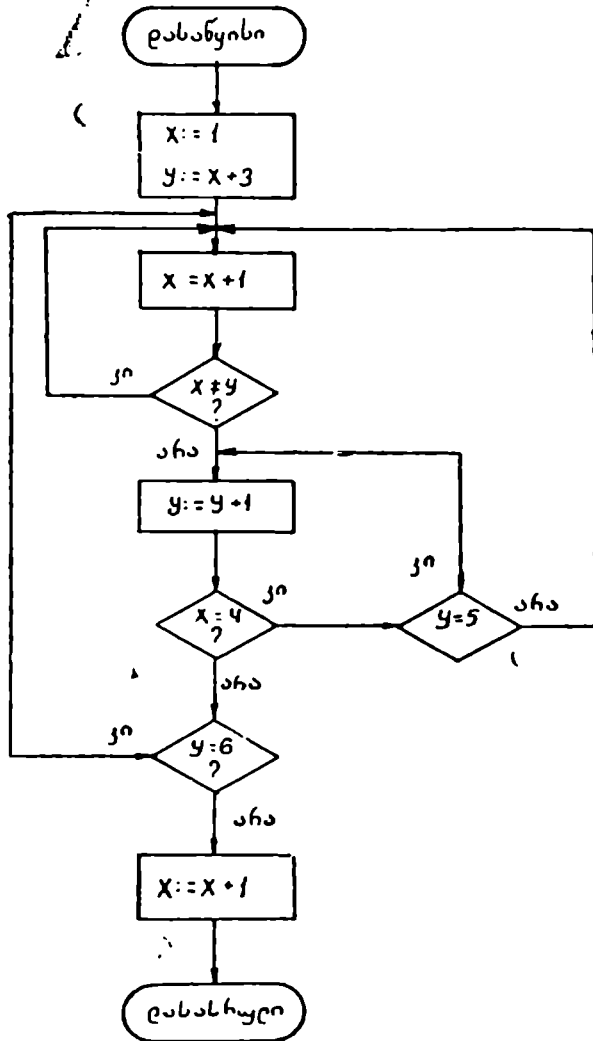 დასაწყისი
x:=1
y:=x+3
x=x+1
კი
x≠y
?
არა
y:=y+1
კი
x=4
?
კი
y=5
არა
არა
კი
y=6
?
არა
x:=x+1
დასასრული